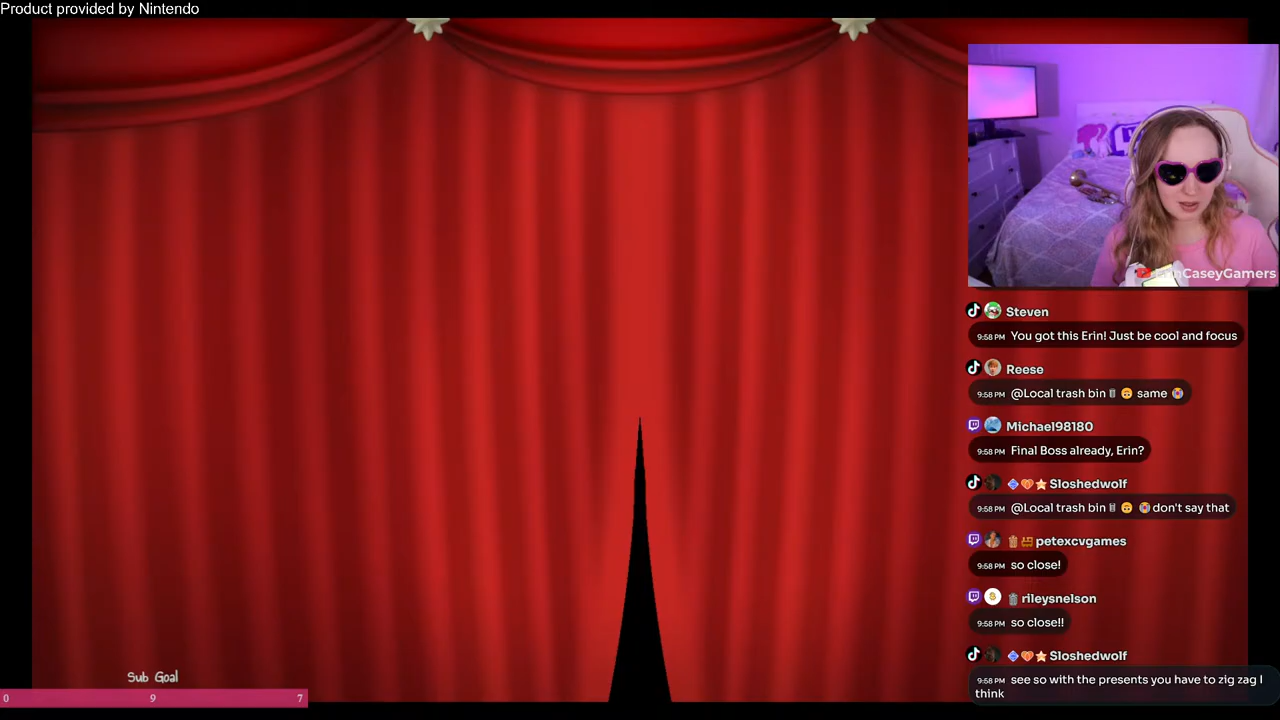 Product provided by Nintendo
CaseyGamers
Steven
9:58 PM You got this Erin! Just be cool and focus
Reese
9:58 PM @Local trash bin 🗑 🙃 same 😭
Michael98180
9:58 PM Final Boss already, Erin?
Sloshedwolf
9:58 PM @Local trash bin 🗑 🙃 😭don't say that
petexcvgames
9:58 PM so close!
rileysnelson
9:58 PM so close!!
Sloshedwolf
9:58 PM see so with the presents you have to zig zag I
think
Sub Goal
0 9 7